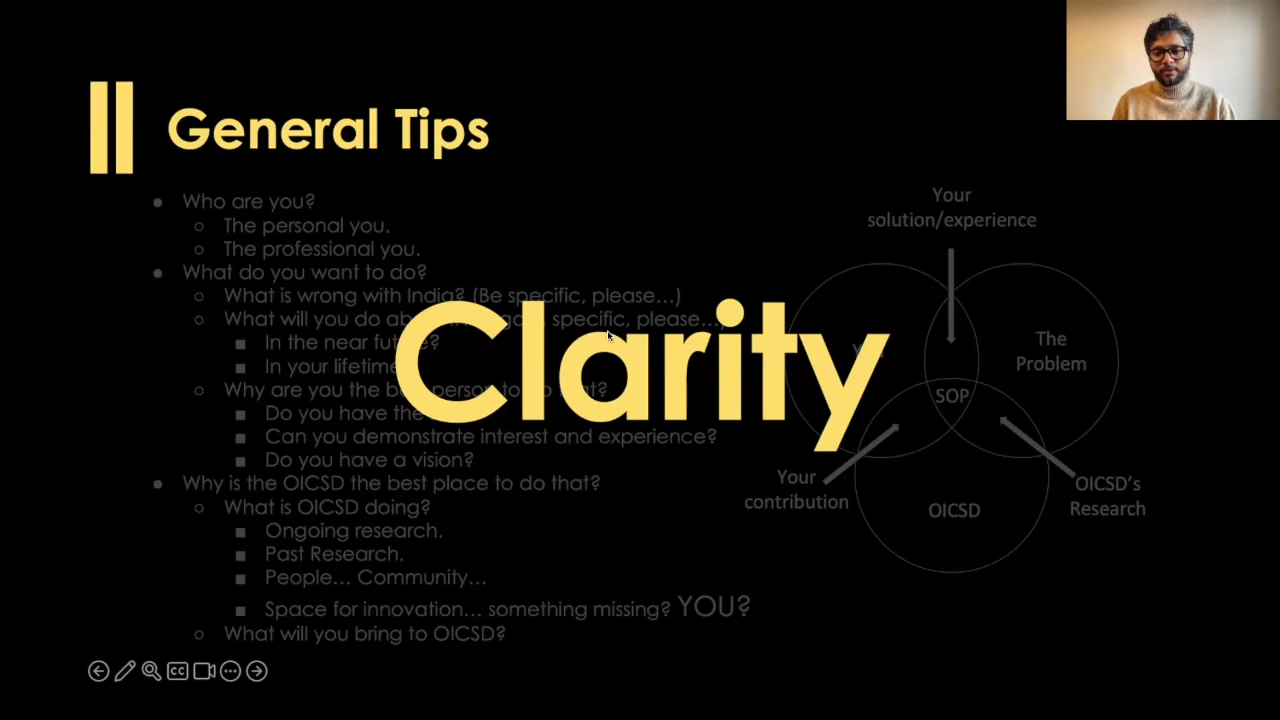 General Tips
Who are you?
The personal you.
The professional you.
What do you want to do?
What is wrong with India? (Be specific, please…)
What will you do specific, please…
In the near
In your lifetime
Why are you the
Do you have the
Can you demonstrate interest and experience?
Do you have a vision?
Why is the OICSD the best place to do that?
What is OICSD doing?
Ongoing research.
Past Research.
People… Community…
Space for innovation… something missing? YOU?
What will you bring to OICSD?
Clarity
Your
solution/experience
The
Problem
SOP
Your
contribution
OICSD's
Research
OICSD
CC